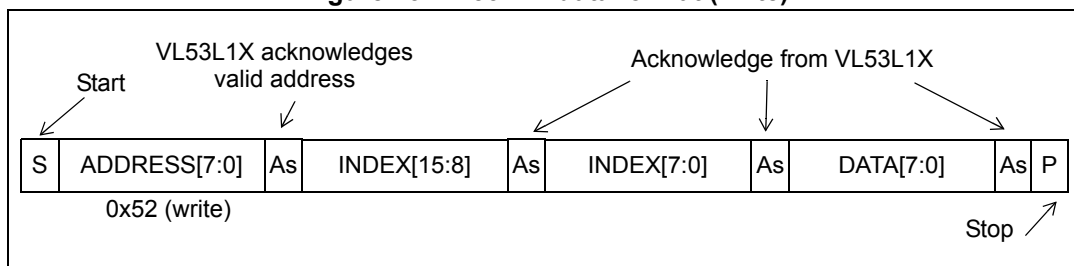 VL53L1X acknowledges
valid address
Acknowledge from VL53L1X
Start
S ADDRESS[7:0] As INDEX[15:8] As INDEX[7:0] As DATA[7:0] As P
0x52 (write)
Stop